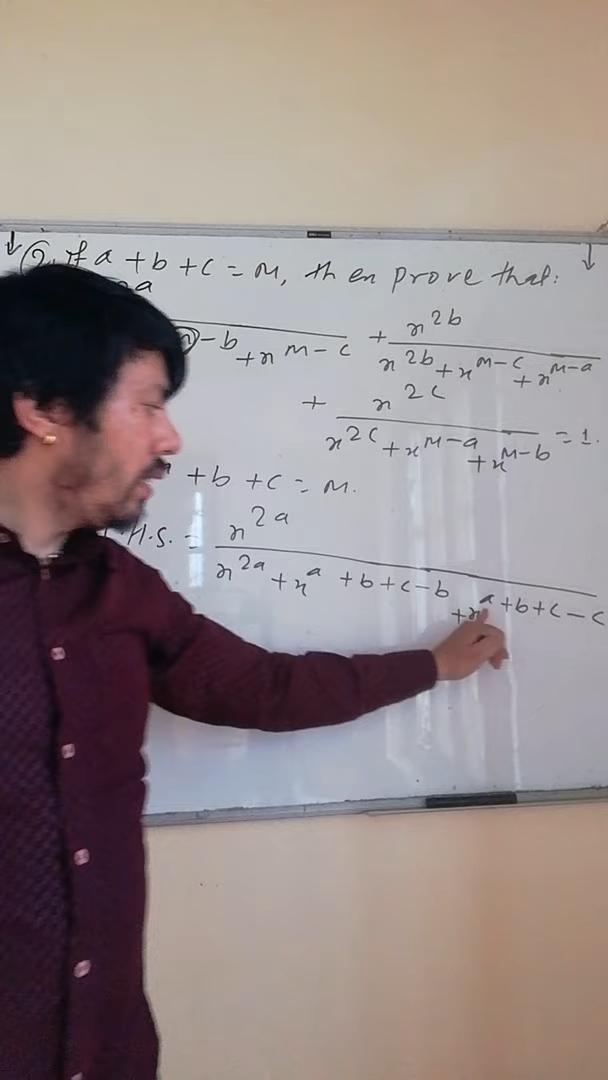 2. If a + b + c = m, then prove that:
x^2b
-b + x^m-c + x^2b + x^m-c + x^m-a
+ x^2c
x^2c + x^m-a + x^m-b = 1.
+ b + c = m.
H.S. = x^2a
x^2a + x^a+b+c-b + x^a+b+c-c